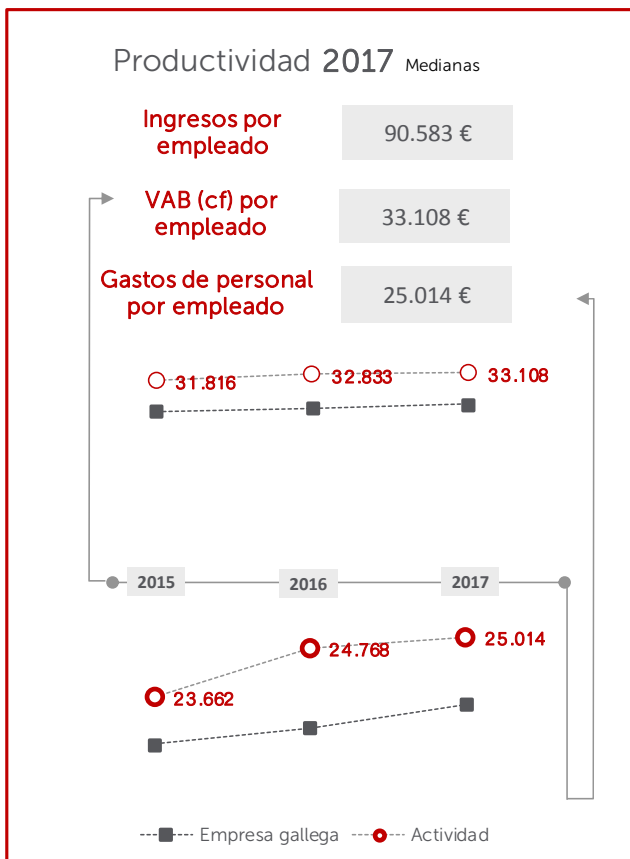 Productividad 2017 Medianas
Ingresos por
empleado
90.583 €
VAB (cf) por
empleado
33.108 €
Gastos de personal
por empleado
25.014 €
31.816
32.833
33.108
2015
2016
2017
23.662
24.768
25.014
Empresa gallega
Actividad